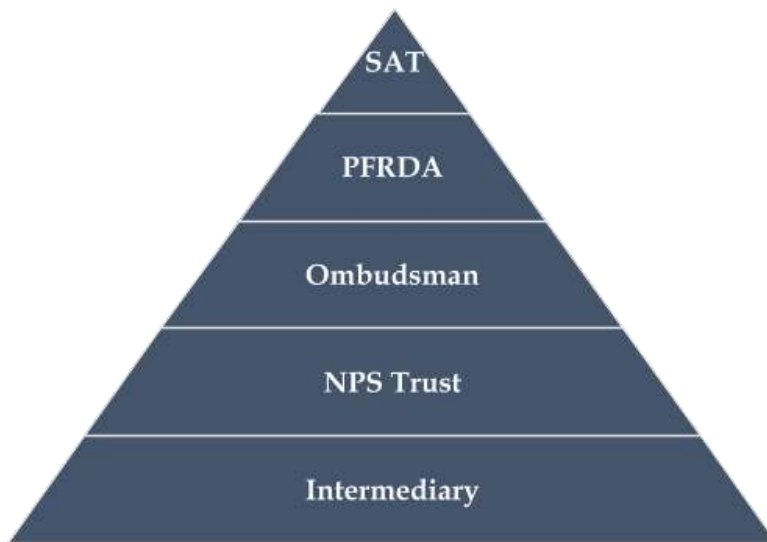 SAT
PFRDA
Ombudsman
NPS Trust
Intermediary